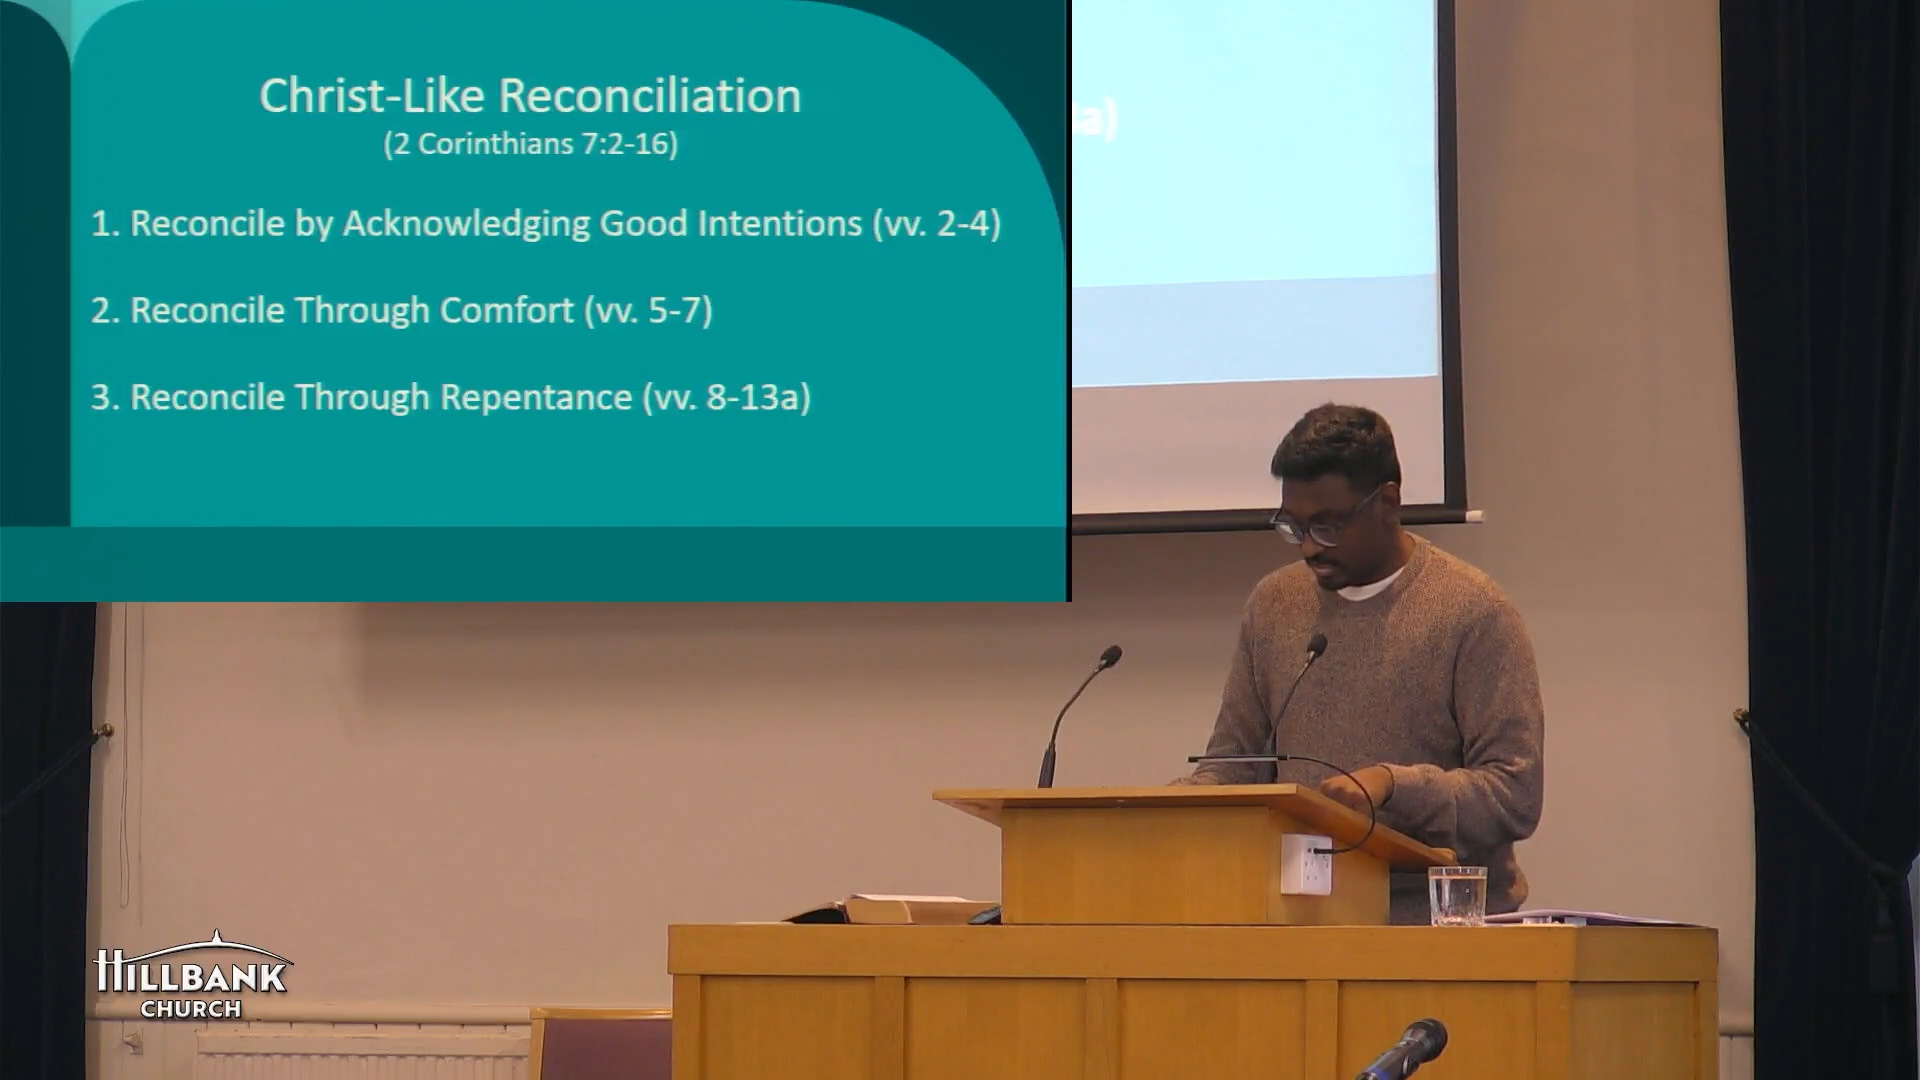 Christ-Like Reconciliation
(2 Corinthians 7:2-16)
1. Reconcile by Acknowledging Good Intentions (vv. 2-4)
2. Reconcile Through Comfort (vv. 5-7)
3. Reconcile Through Repentance (vv. 8-13a)
a)
HILLBANK
CHURCH